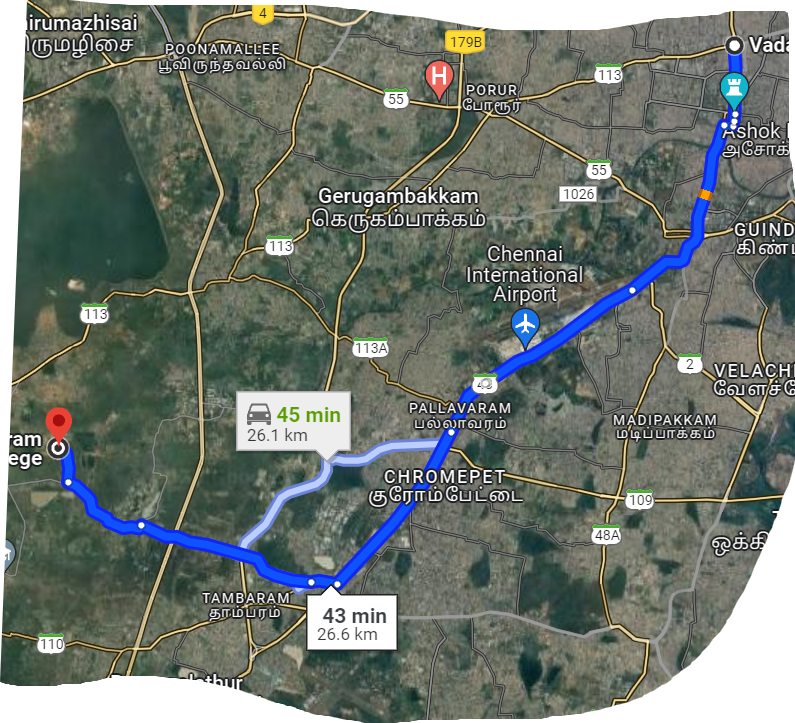 4
irumazhisai
ருமழிசை
POONAMALLEE
பூவிருந்தவல்லி
179B
H
PORUR
போரூர்
113
55
Vada
Ashok
அசோக்
55
1026
Gerugambakkam
கெருகம்பாக்கம்
113
GUIND
கிண்
Chennai
International
Airport
113
113A
2
VELACH
வேளச்
48
PALLAVARAM
பல்லாவரம்
MADIPAKKAM
மடிப்பாக்கம்
45 min
26.1 km
ram
ege
CHROMEPET
குரோம்பேட்டை
109
48A
ஒக்கி
TAMBARAM
தாம்பரம்
43 min
26.6 km
110